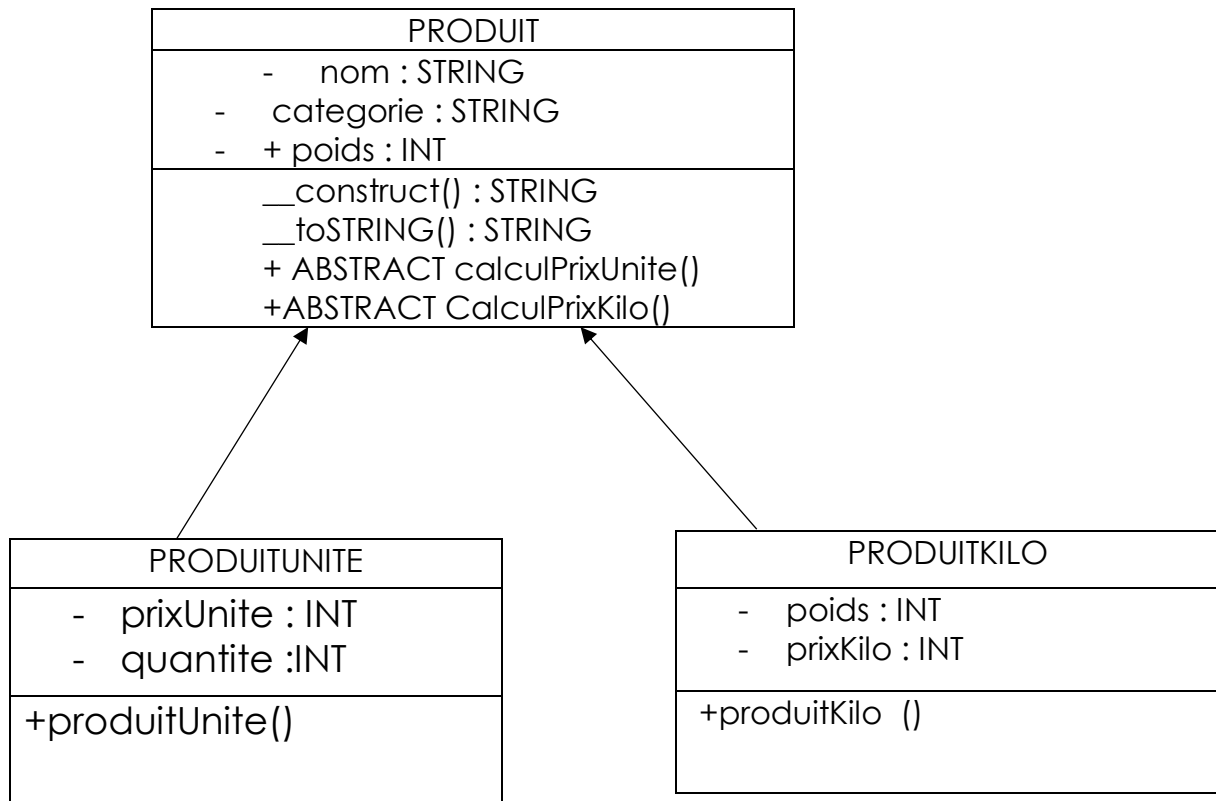 PRODUIT
- nom : STRING
- categorie : STRING
- + poids : INT
__construct() : STRING
__toSTRING() : STRING
+ ABSTRACT calculPrixUnite()
+ABSTRACT CalculPrixKilo()
PRODUITUNITE
- prixUnite : INT
- quantite :INT
+produitUnite()
PRODUITKILO
- poids : INT
- prixKilo : INT
+produitKilo ()